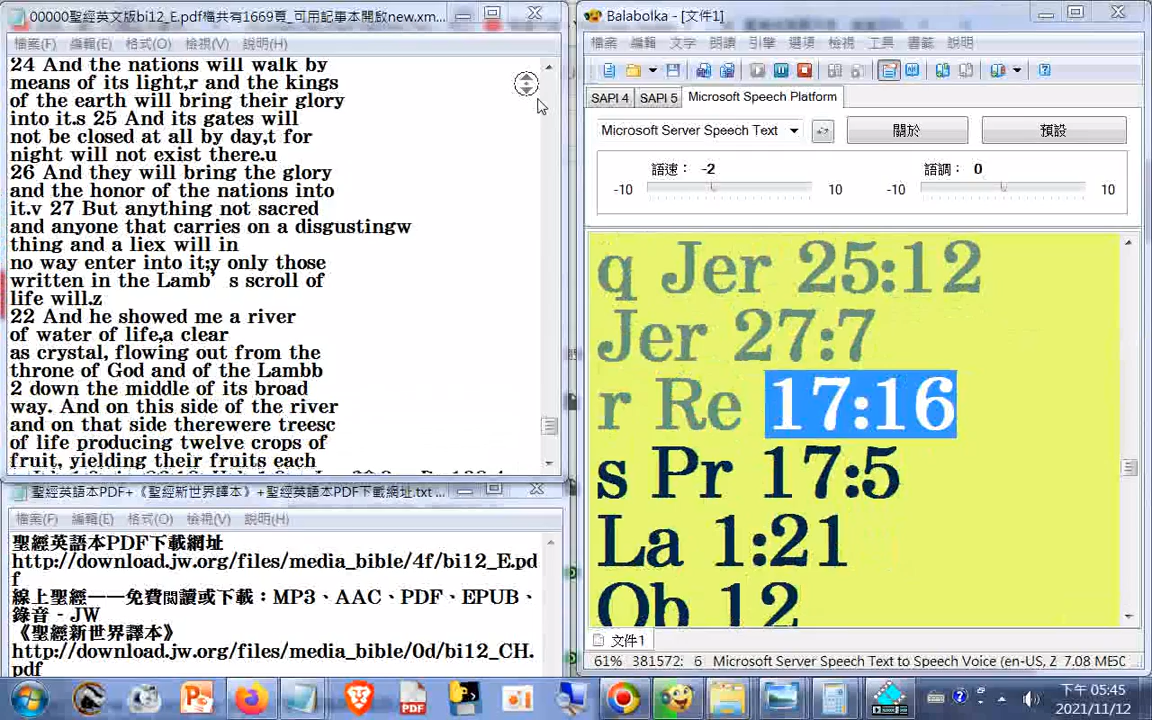 00000聖經英文版bi12_E.pdf檔共有1669頁_可用記事本開啟new.xm...
檔案(F) 編輯(E) 格式(O) 檢視(V) 說明(H)
24 And the nations will walk by
means of its light,r and the kings
of the earth will bring their glory
into it.s 25 And its gates will
not be closed at all by day,t for
night will not exist there.u
26 And they will bring the glory
and the honor of the nations into
it.v 27 But anything not sacred
and anyone that carries on a disgustingw
thing and a liex will in
no way enter into it;y only those
written in the Lamb’s scroll of
life will.z
22 And he showed me a river
of water of life,a clear
as crystal, flowing out from the
throne of God and of the Lambb
2 down the middle of its broad
way. And on this side of the river
and on that side therewere treesc
of life producing twelve crops of
fruit, yielding their fruits each
聖經英語本PDF+《聖經新世界譯本》+聖經英語本PDF下載網址.txt ...
檔案(F) 編輯(E) 格式(O) 檢視(V) 說明(H)
聖經英語本PDF下載網址
http://download.jw.org/files/media_bible/4f/bi12_E.pd
f
線上聖經——免費閱讀或下載：MP3、AAC、PDF、EPUB、
錄音 - JW
《聖經新世界譯本》
http://download.jw.org/files/media_bible/0d/bi12_CH.
pdf
Balabolka - [文件1]
檔案 編輯 文字 朗讀 引擎 選項 檢視 工具 書籤 說明
SAPI 4 SAPI 5 Microsoft Speech Platform
Microsoft Server Speech Text 關於 預設
語速： -2 語調： 0
-10 10 -10 10
q Jer 25:12
Jer 27:7
r Re 17:16
s Pr 17:5
La 1:21
Ob 12
文件1
61% 381572: 6 Microsoft Server Speech Text to Speech Voice (en-US, Z 7.08 МБ
PDF
下午 05:45
2021/11/12